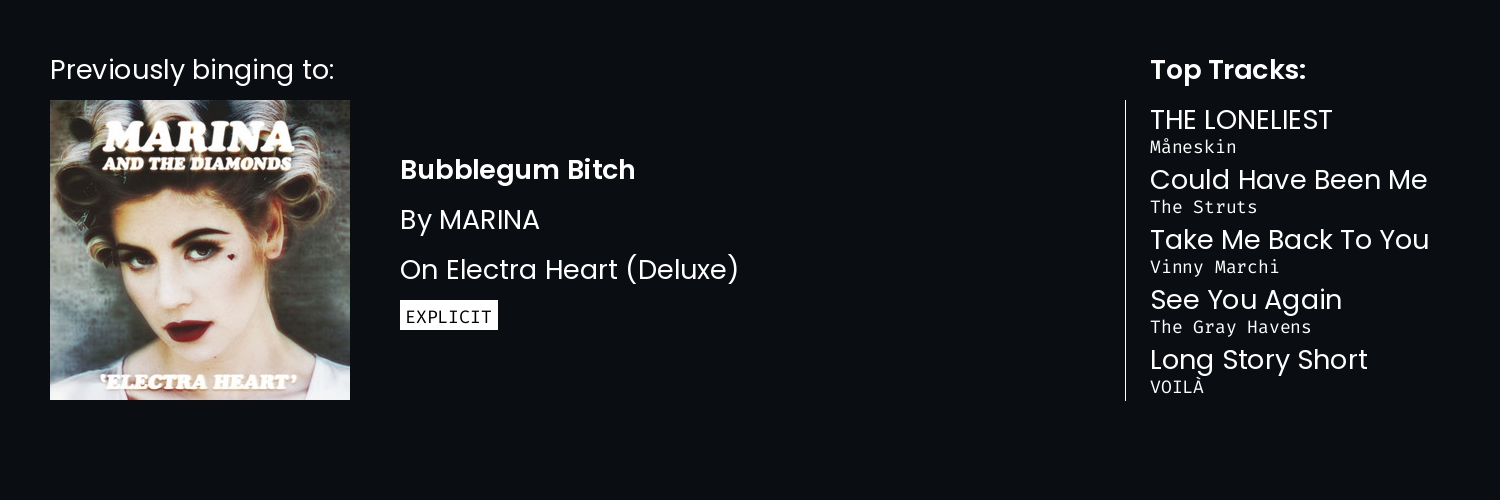 Previously binging to:
MARINA
AND THE DIAMONDS
'ELECTRA HEART'
Bubblegum Bitch
By MARINA
On Electra Heart (Deluxe)
EXPLICIT
Top Tracks:
THE LONELIEST
Måneskin
Could Have Been Me
The Struts
Take Me Back To You
Vinny Marchi
See You Again
The Gray Havens
Long Story Short
VOILÀ